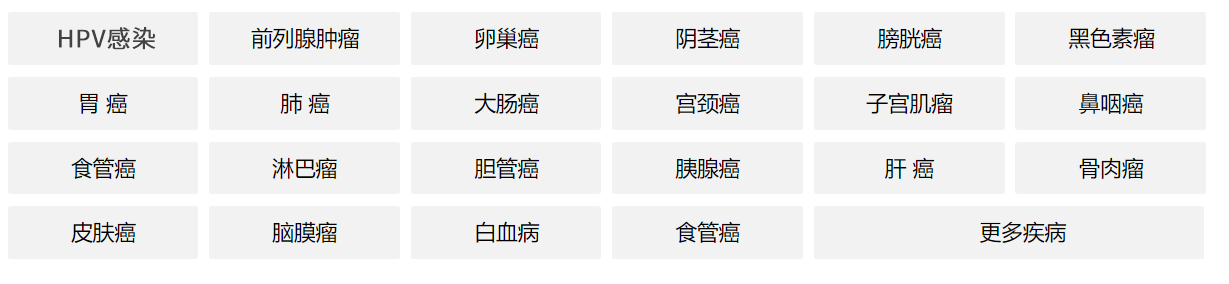 HPV感染 前列腺肿瘤 卵巢癌 阴茎癌 膀胱癌 黑色素瘤
胃 癌 肺 癌 大肠癌 宫颈癌 子宫肌瘤 鼻咽癌
食管癌 淋巴瘤 胆管癌 胰腺癌 肝 癌 骨肉瘤
皮肤癌 脑膜瘤 白血病 食管癌 更多疾病